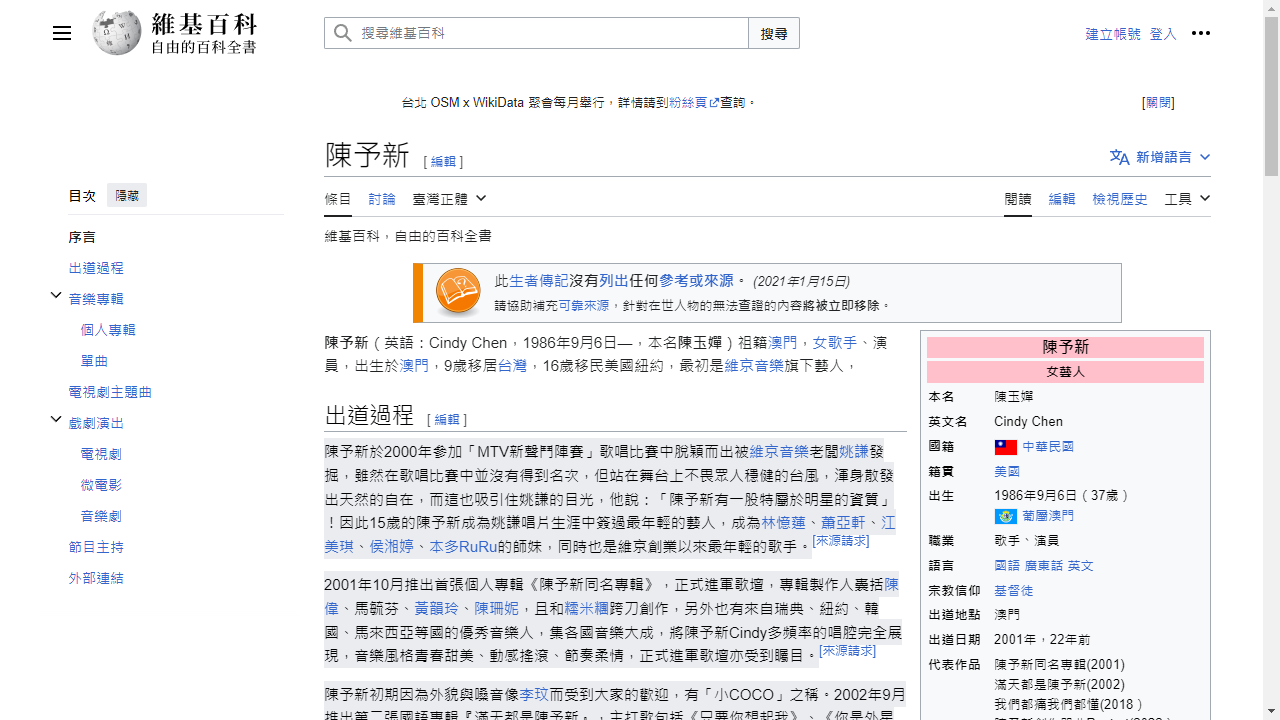 維基百科
自由的百科全書
搜尋維基百科
搜尋
建立帳號 登入
台北 OSM x WikiData 聚會每月舉行，詳情請到粉絲頁查詢。
[關閉]
陳予新 [編輯]
新增語言
目次 隱藏
條目 討論 臺灣正體
閱讀 編輯 檢視歷史 工具
維基百科，自由的百科全書
序言
出道過程
音樂專輯
個人專輯
單曲
電視劇主題曲
戲劇演出
電視劇
微電影
音樂劇
節目主持
外部連結
此生者傳記沒有列出任何參考或來源。 (2021年1月15日)
請協助補充可靠來源，針對在世人物的無法查證的內容將被立即移除。
陳予新（英語：Cindy Chen，1986年9月6日—，本名陳玉嬋）祖籍澳門，女歌手、演
員，出生於澳門，9歲移居台灣，16歲移民美國紐約，最初是維京音樂旗下藝人，
出道過程 [編輯]
陳予新於2000年參加「MTV新聲鬥陣賽」歌唱比賽中脫穎而出被維京音樂老闆姚謙發
掘，雖然在歌唱比賽中並沒有得到名次，但站在舞台上不畏眾人穩健的台風，渾身散發
出天然的自在，而這也吸引住姚謙的目光，他說：「陳予新有一股特屬於明星的資質」
！因此15歲的陳予新成為姚謙唱片生涯中簽過最年輕的藝人，成為林憶蓮、蕭亞軒、江
美琪、侯湘婷、本多RuRu的師妹，同時也是維京創業以來最年輕的歌手。[來源請求]
2001年10月推出首張個人專輯《陳予新同名專輯》，正式進軍歌壇，專輯製作人囊括陳
偉、馬毓芬、黃韻玲、陳珊妮，且和糯米糰跨刀創作，另外也有來自瑞典、紐約、韓
國、馬來西亞等國的優秀音樂人，集各國音樂大成，將陳予新Cindy多頻率的唱腔完全展
現，音樂風格青春甜美、動感搖滾、節奏柔情，正式進軍歌壇亦受到矚目。[來源請求]
陳予新初期因為外貌與嗓音像李玟而受到大家的歡迎，有「小COCO」之稱。2002年9月
推出第二張國語專輯『滿天都是陳予新』，主打歌包括《只要你想起我》、《你是外星
陳予新
女藝人
本名 陳玉嬋
英文名 Cindy Chen
國籍 中華民國
籍貫 美國
出生 1986年9月6日（37歲）
葡屬澳門
職業 歌手、演員
語言 國語 廣東話 英文
宗教信仰 基督徒
出道地點 澳門
出道日期 2001年，22年前
代表作品 陳予新同名專輯(2001)
滿天都是陳予新(2002)
我們都痛我們都懂(2018 )